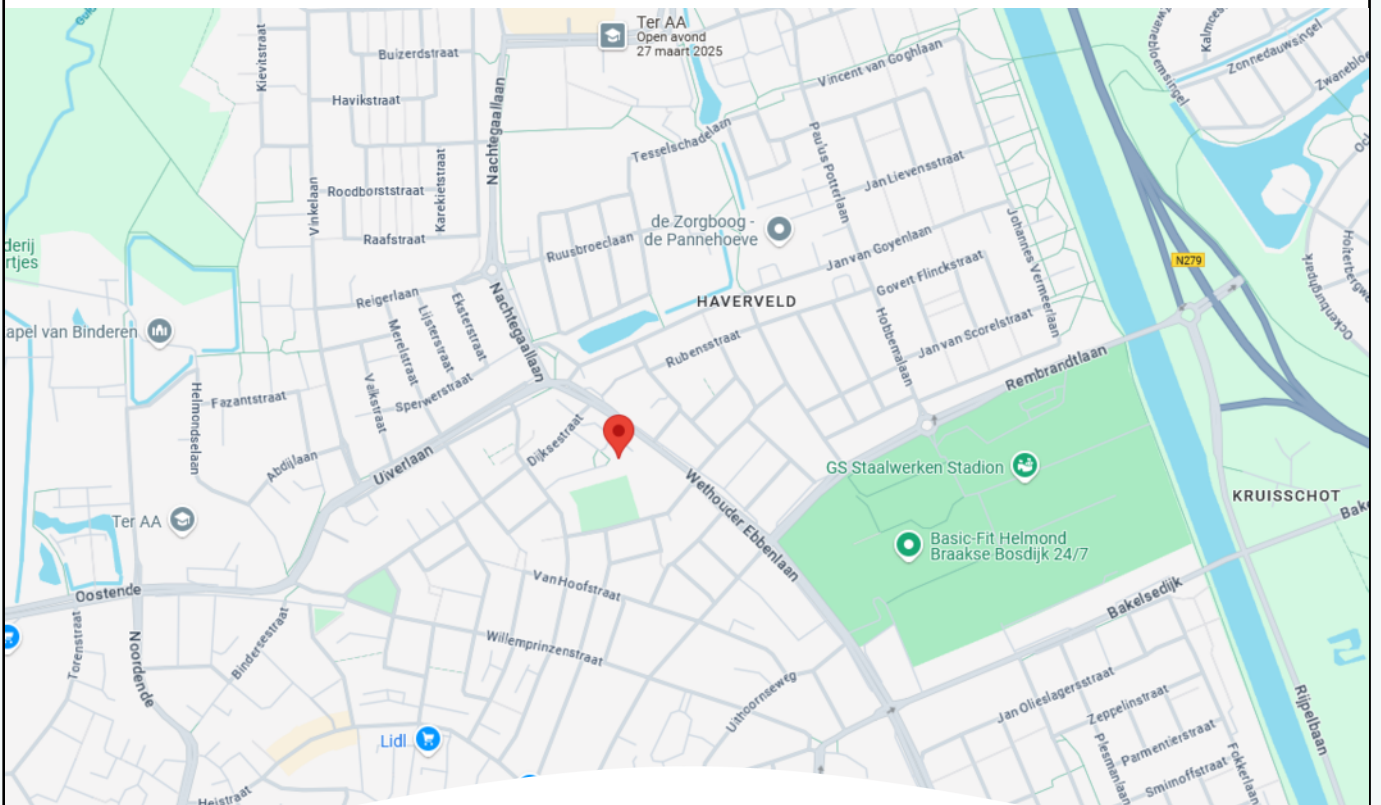 Ter AA
Open avond
27 maart 2025
Kievitstraat
Buizerdstraat
Havikstraat
Nachtegaallaan
Vincent van Goghlaan
Zwanebloemsingel
Zonnedauwsingel
Tesselschadelaan
Paulus Potterlaan
Jan Lievensstraat
Vinkelaan
Roodborststraat
Karekietstraat
Raafstraat
Ruusbroeclaan
de Zorgboog -
de Pannehoeve
Jan van Goyenlaan
Johannes Vermeerlaan
Govert Flinckstraat
N279
Ockenburghpark
Reigerlaan
Nachtegaallaan
HAVERVELD
apel van Binderen
Merelstraat
Lijsterstraat
Eksterstraat
Rubensstraat
Hobbemalaan
Jan van Scorelstraat
Rembrandtlaan
Helmondselaan
Fazantstraat
Valkstraat
Sperwerstraat
Dijksestraat
Abdijlaan
Uiverlaan
Wethouder Ebbenlaan
GS Staalwerken Stadion
KRUISSCHOT
Ter AA
Basic-Fit Helmond
Braakse Bosdijk 24/7
Oostende
Van Hoofstraat
Bakelsedijk
Torenstraat
Noordende
Bindersestraat
Willemprinzenstraat
Uithoornseweg
Jan Olieslagersstraat
Zeppelinstraat
Rijpelbaan
Lidl
Plesmanlaan
Parmentierstraat
Fokkerlaan
Smirnoffstraat
Heistraat